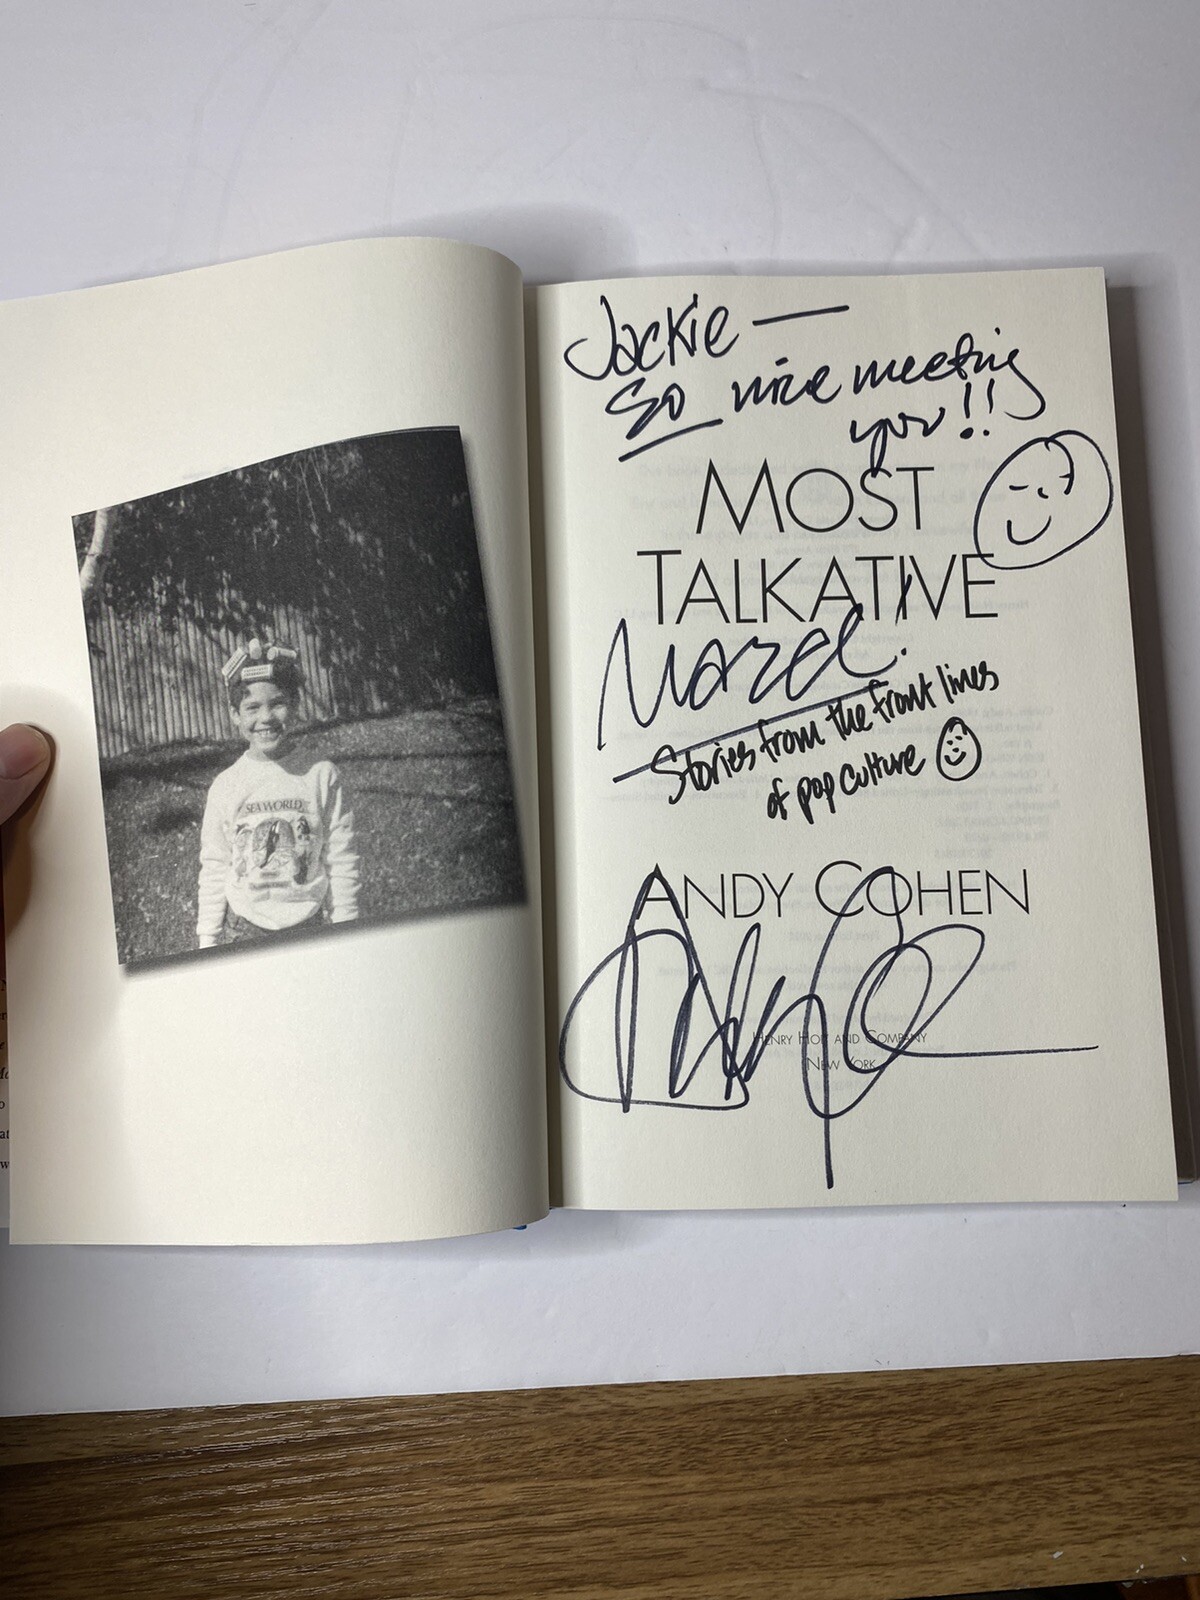 SEA WORLD
Jackie —
So nice meeting
you!!
MOST
TALKATIVE
Mazel!
Stories from the front lines
of pop culture
ANDY COHEN
HENRY HOLT AND COMPANY
NEW YORK